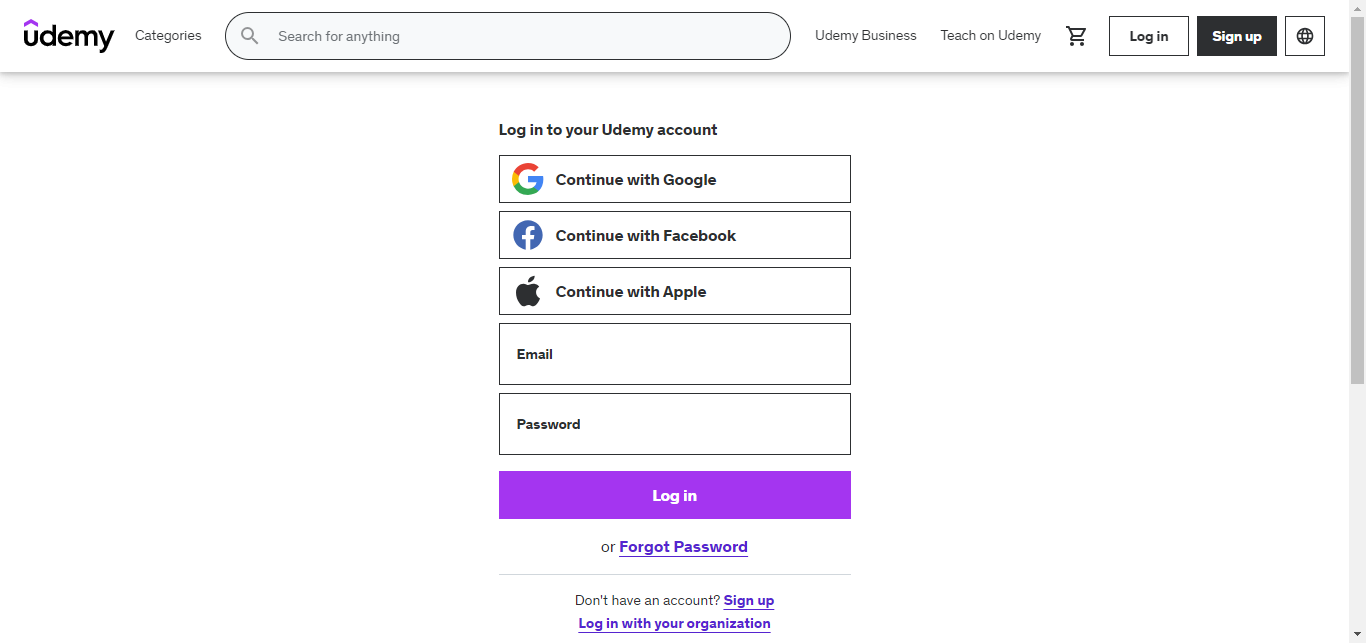 udemy
Categories
Search for anything
Udemy Business
Teach on Udemy
Log in
Sign up
Log in to your Udemy account
Continue with Google
Continue with Facebook
Continue with Apple
Email
Password
Log in
or Forgot Password
Don't have an account? Sign up
Log in with your organization